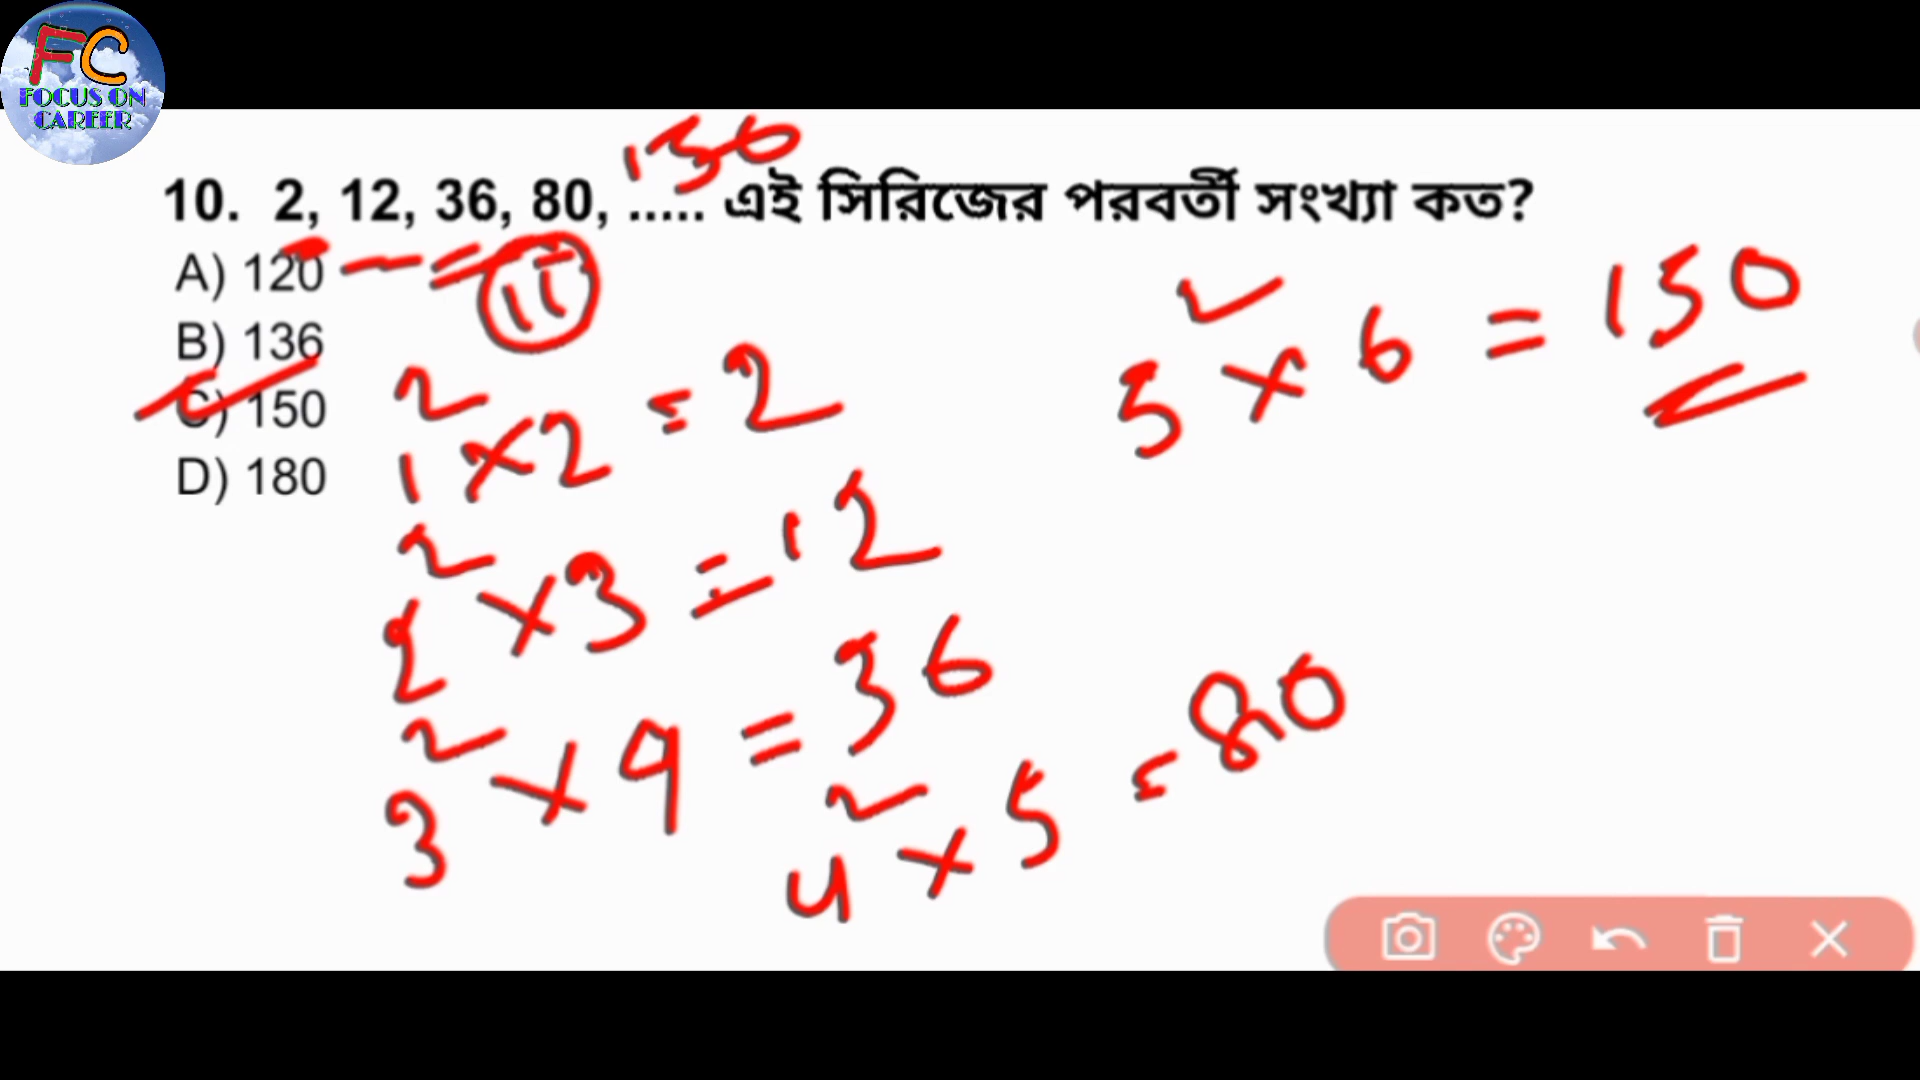 FC
FOCUS ON
CAREER
150
10. 2, 12, 36, 80, ..... এই সিরিজের পরবর্তী সংখ্যা কত?
A) 120
B) 136
C) 150
D) 180
1² × 2 = 2
2² × 3 = 12
3² × 4 = 36
4² × 5 = 80
5² × 6 = 150